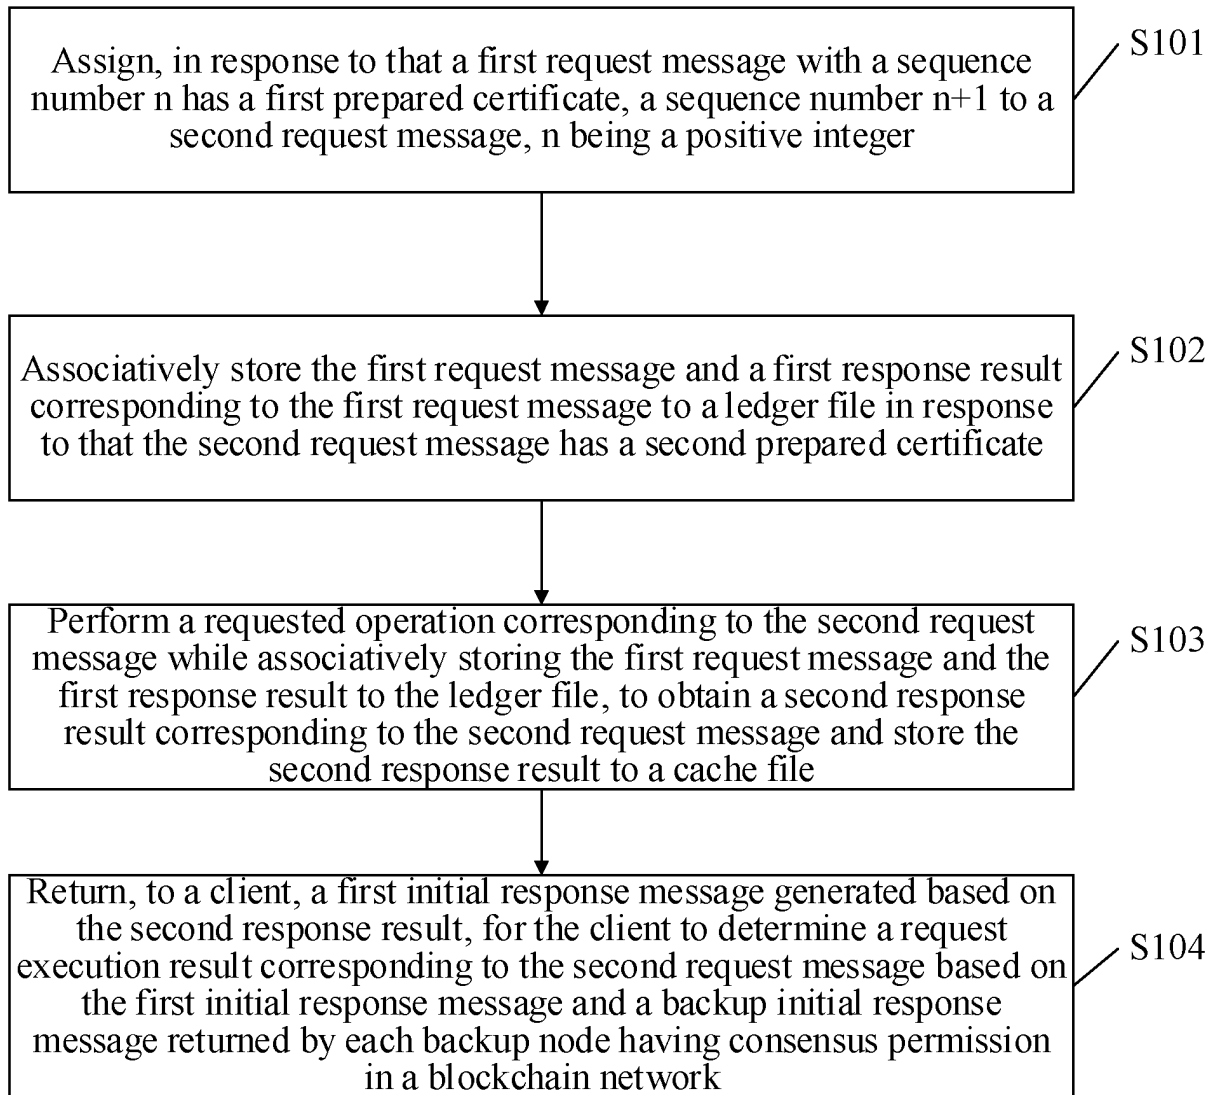 Assign, in response to that a first request message with a sequence
number n has a first prepared certificate, a sequence number n+1 to a
second request message, n being a positive integer
S101
Associatively store the first request message and a first response result
corresponding to the first request message to a ledger file in response
to that the second request message has a second prepared certificate
S102
Perform a requested operation corresponding to the second request
message while associatively storing the first request message and the
first response result to the ledger file, to obtain a second response
result corresponding to the second request message and store the
second response result to a cache file
S103
Return, to a client, a first initial response message generated based on
the second response result, for the client to determine a request
execution result corresponding to the second request message based on
the first initial response message and a backup initial response
message returned by each backup node having consensus permission
in a blockchain network
S104